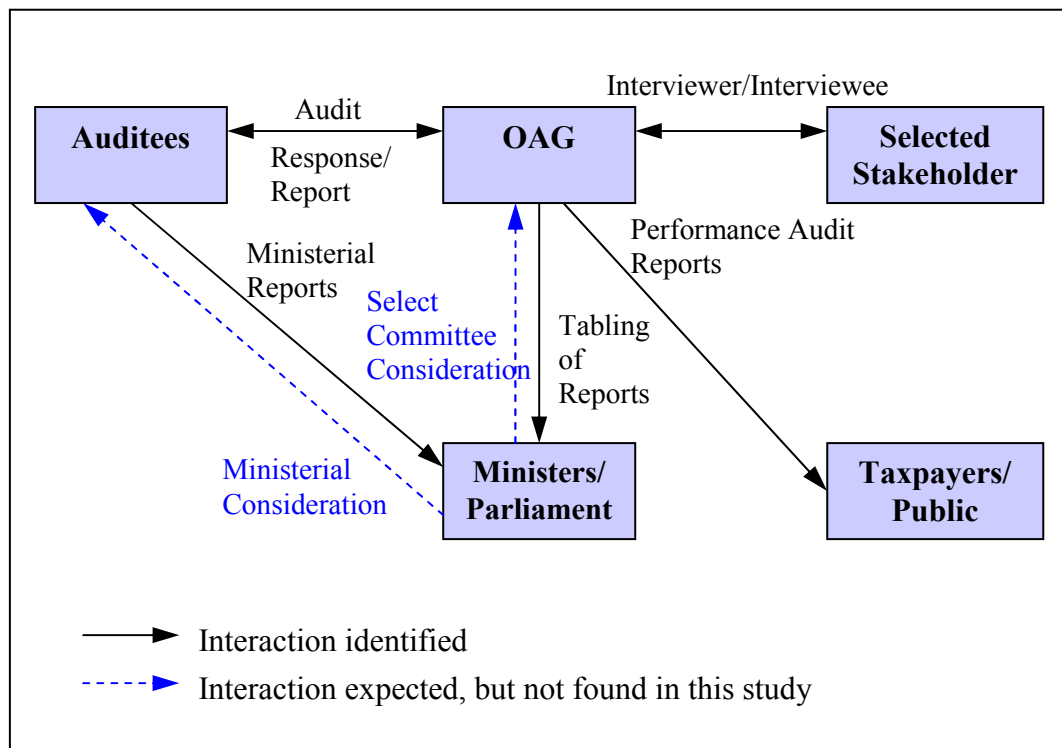 Interviewer/Interviewee
Audit
Auditees
OAG
Selected
Stakeholder
Response/
Report
Performance Audit
Reports
Ministerial
Reports
Select
Committee
Consideration
Tabling
of
Reports
Ministerial
Consideration
Ministers/
Parliament
Taxpayers/
Public
Interaction identified
Interaction expected, but not found in this study